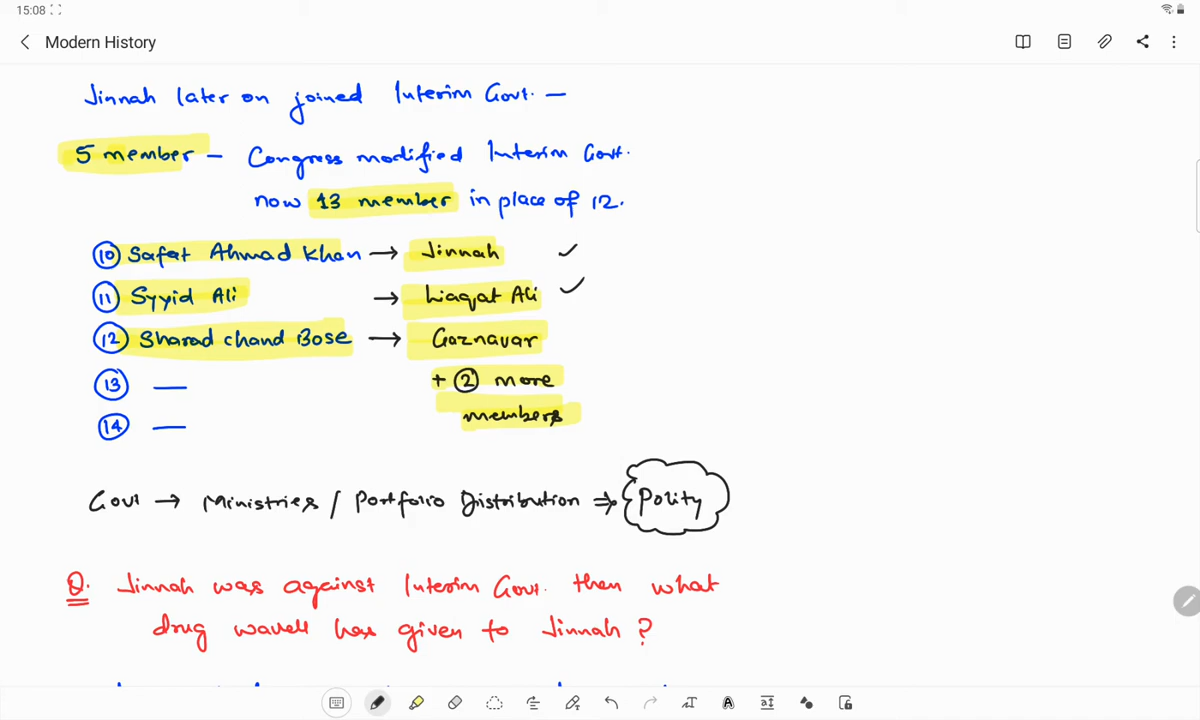 15:08
Modern History
Jinnah later on joined Interim Govt. —
5 member – Congress modified Interim Govt.
now 13 member in place of 12.
10 Safat Ahmad Khan → Jinnah ✓
11 Syyid Ali → Liaqat Ali ✓
12 Sharad chand Bose → Gaznavar
13 — + 2 more
14 — members
Govt → Ministries / Portfolio Distribution ⇒ Polity
Q. Jinnah was against Interim Govt. then what
drug wavell has given to Jinnah ?